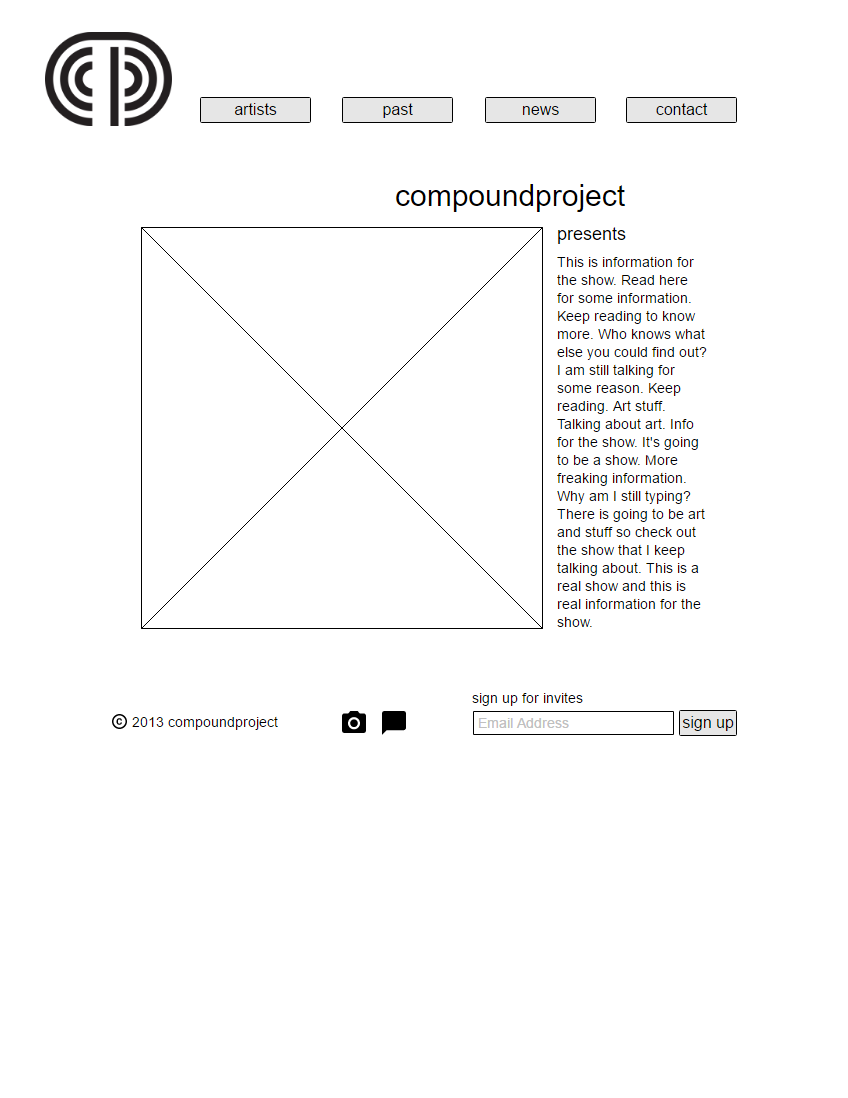 artists
past
news
contact
compoundproject
presents
This is information for
the show. Read here
for some information.
Keep reading to know
more. Who knows what
else you could find out?
I am still talking for
some reason. Keep
reading. Art stuff.
Talking about art. Info
for the show. It's going
to be a show. More
freaking information.
Why am I still typing?
There is going to be art
and stuff so check out
the show that I keep
talking about. This is a
real show and this is
real information for the
show.
sign up for invites
© 2013 compoundproject
Email Address
sign up